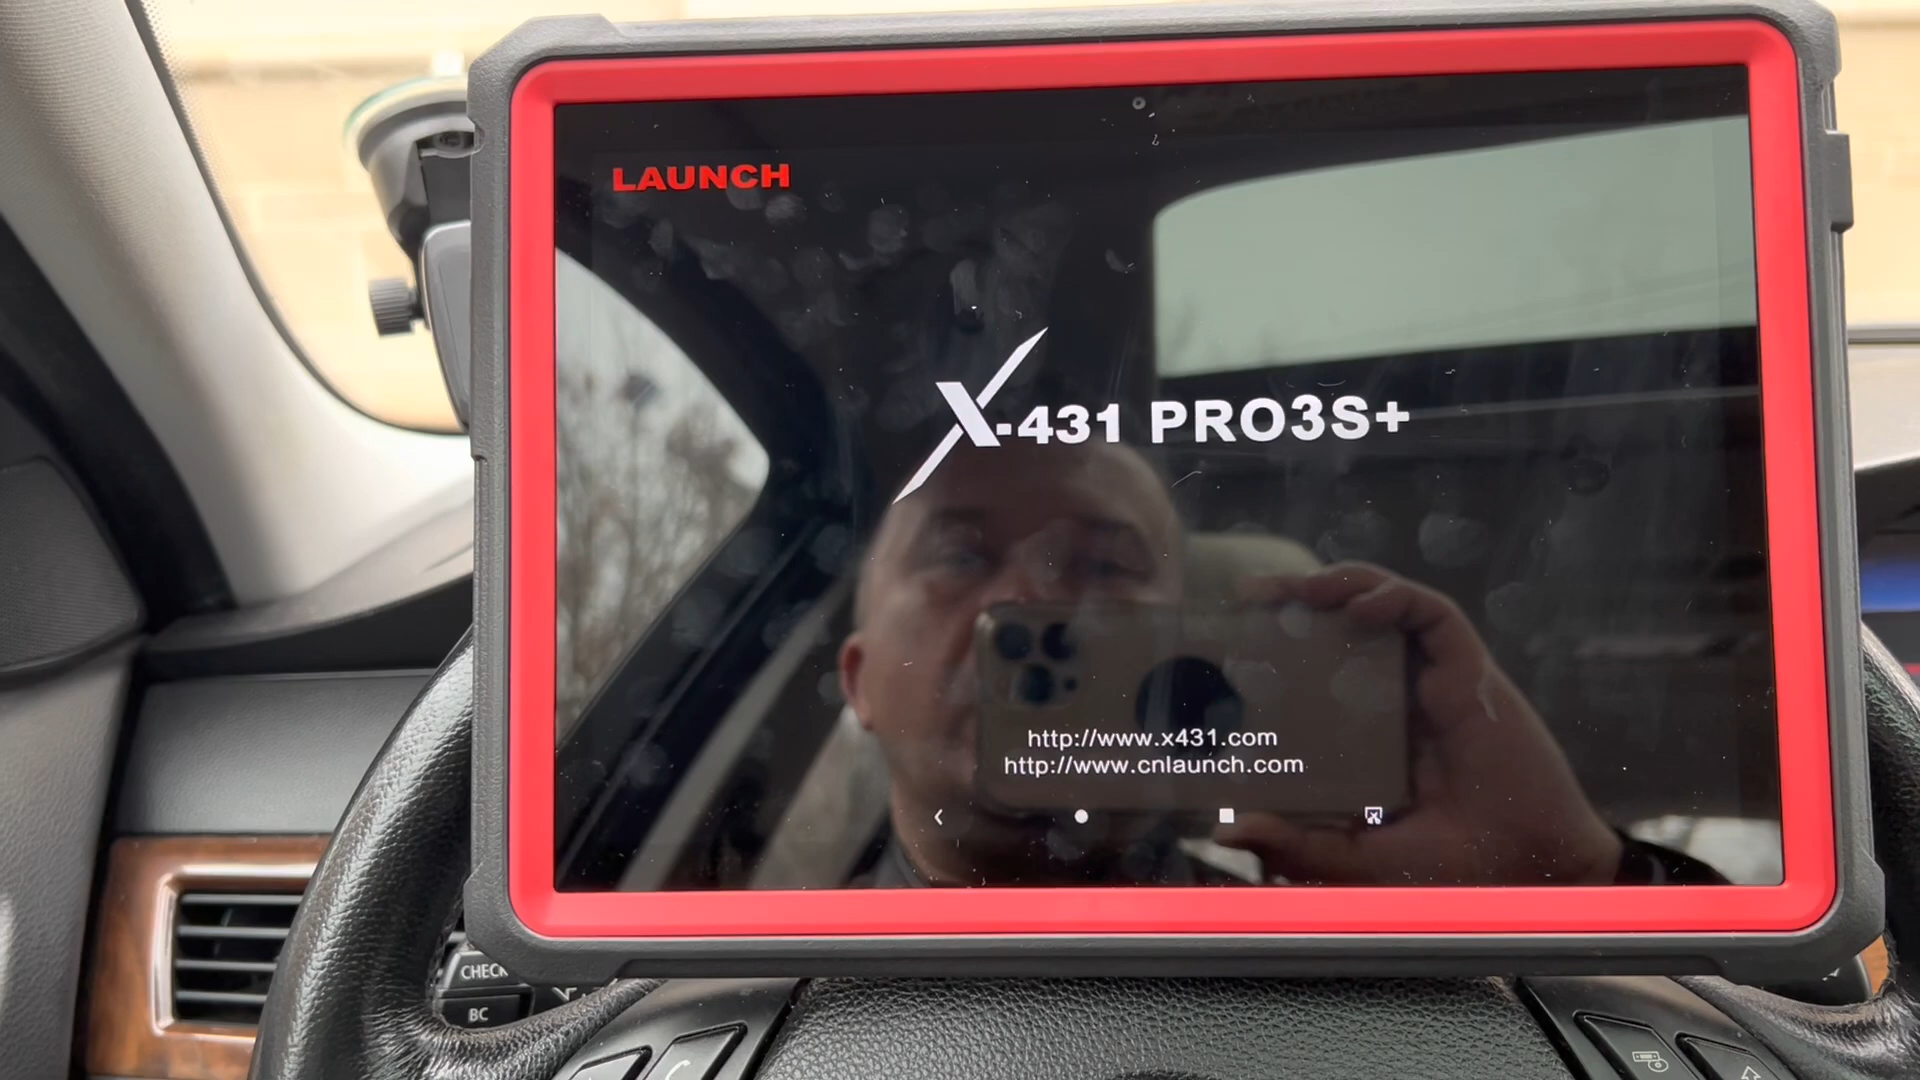 LAUNCH
X-431 PRO3S+
http://www.x431.com
http://www.cnlaunch.com
CHECK
BC